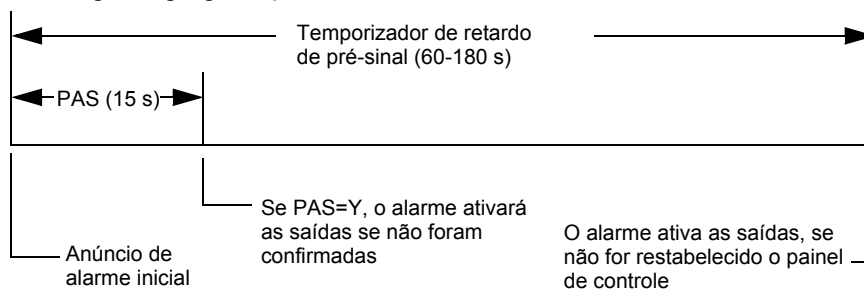 Temporizador de retardo
de pré-sinal (60-180 s)
PAS (15 s)
Se PAS=Y, o alarme ativará
as saídas se não foram
confirmadas
Anúncio de
alarme inicial
O alarme ativa as saídas, se
não for restabelecido o painel
de controle